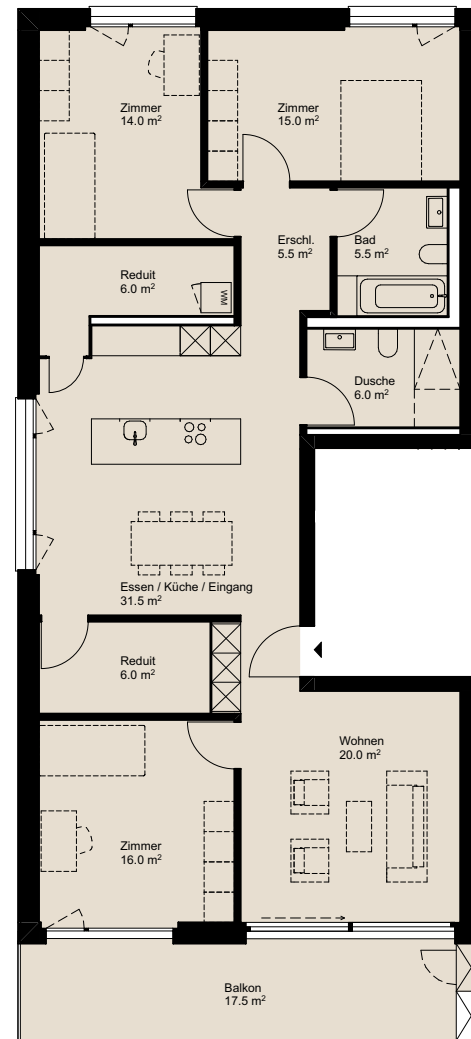 Zimmer
14.0 m²
Zimmer
15.0 m²
Erschl.
5.5 m²
Bad
5.5 m²
Reduit
6.0 m²
WM
Dusche
6.0 m²
Essen / Küche / Eingang
31.5 m²
Reduit
6.0 m²
Wohnen
20.0 m²
Zimmer
16.0 m²
Balkon
17.5 m²